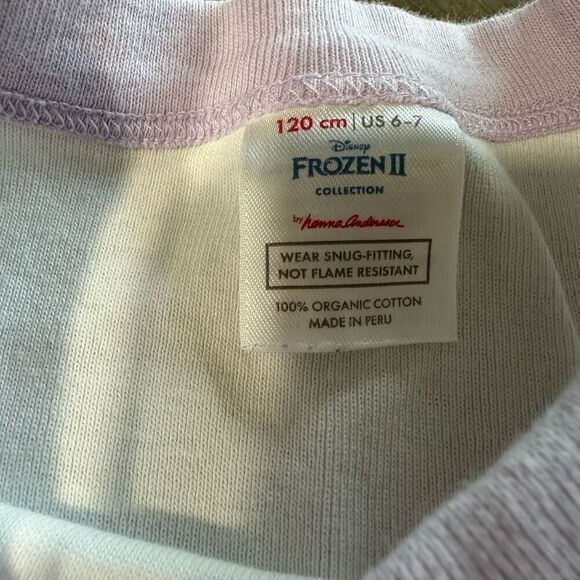 120 cm | US 6-7
Disney
FROZEN II
COLLECTION
by Hanna Andersson
WEAR SNUG-FITTING,
NOT FLAME RESISTANT
100% ORGANIC COTTON
MADE IN PERU